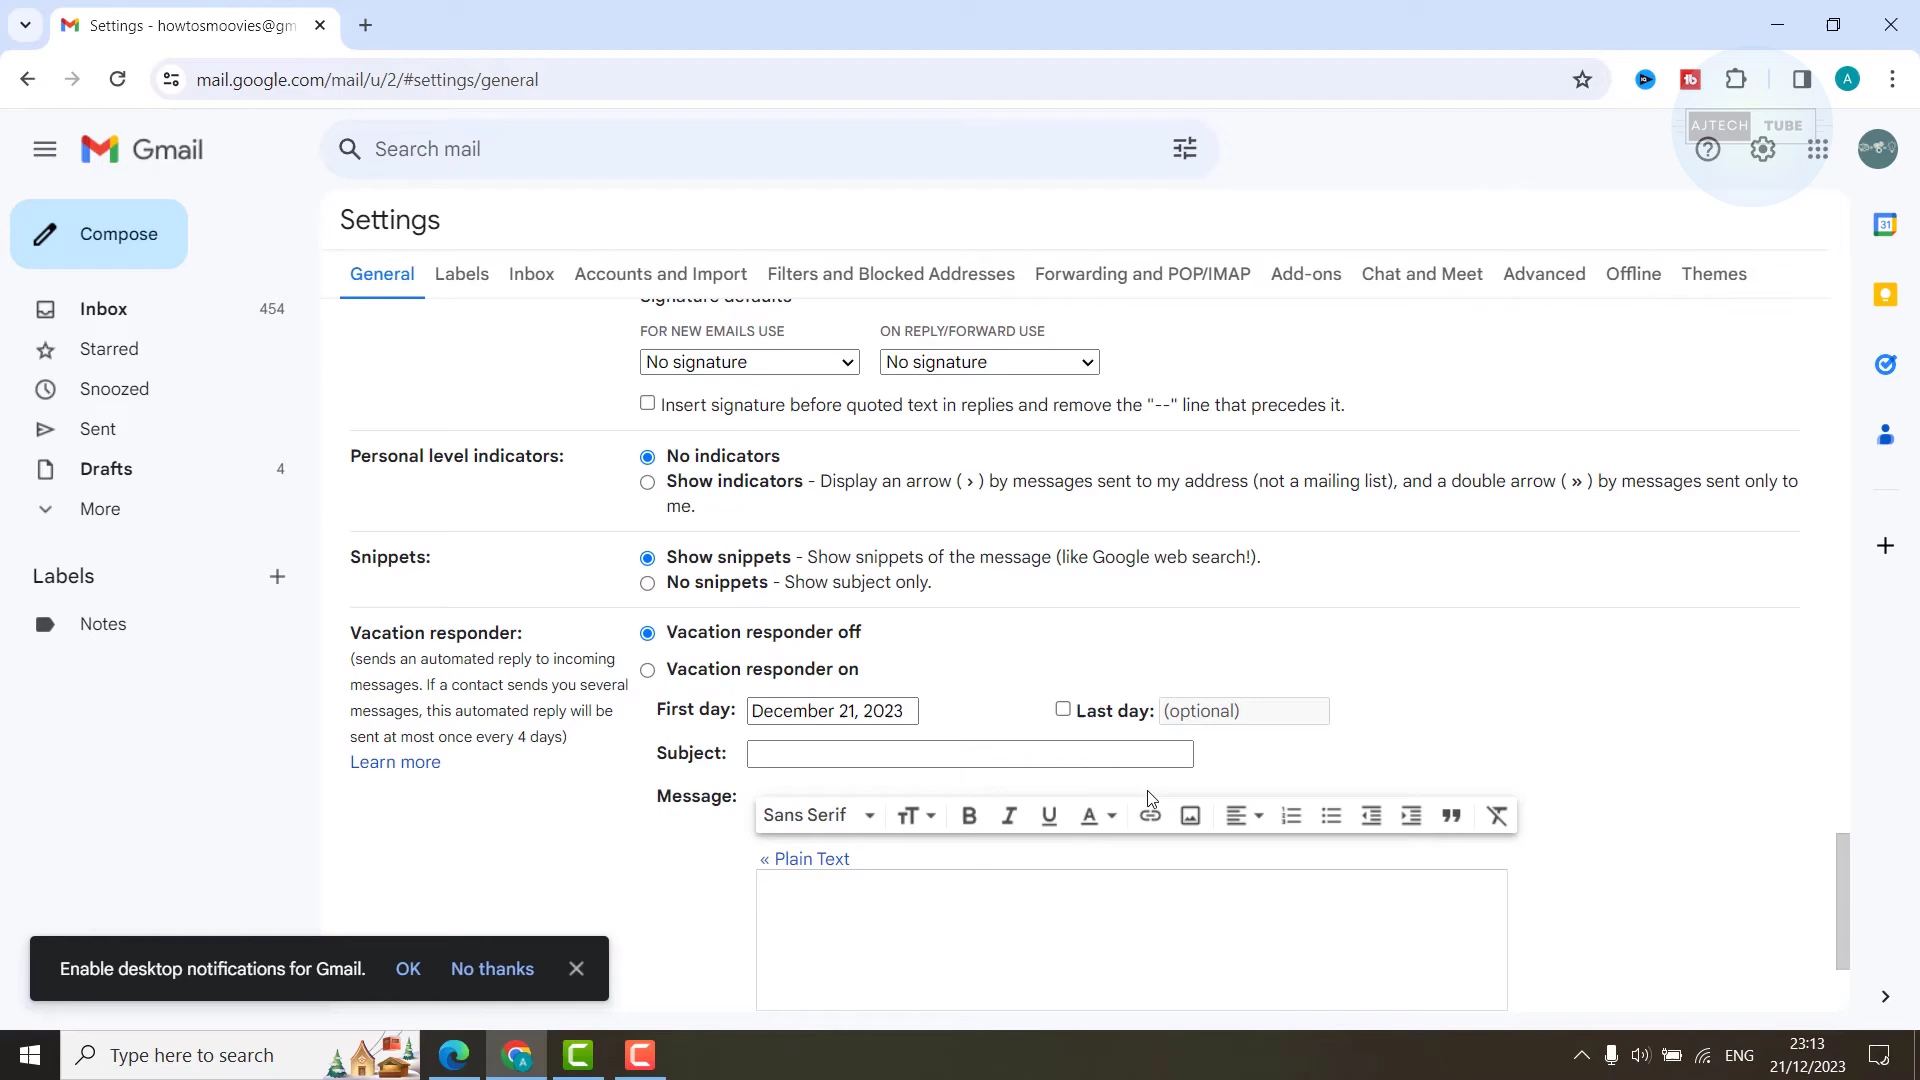 Settings - howtosmoovies@gm
mail.google.com/mail/u/2/#settings/general
A
AJTECH TUBE
Gmail
Search mail
Compose
Settings
General Labels Inbox Accounts and Import Filters and Blocked Addresses Forwarding and POP/IMAP Add-ons Chat and Meet Advanced Offline Themes
Inbox 454
Starred
Snoozed
Sent
Drafts 4
More
Labels
Notes
Signature defaults
FOR NEW EMAILS USE ON REPLY/FORWARD USE
No signature No signature
Insert signature before quoted text in replies and remove the "--" line that precedes it.
Personal level indicators:
No indicators
Show indicators - Display an arrow ( › ) by messages sent to my address (not a mailing list), and a double arrow ( » ) by messages sent only to
me.
Snippets:
Show snippets - Show snippets of the message (like Google web search!).
No snippets - Show subject only.
Vacation responder:
(sends an automated reply to incoming
messages. If a contact sends you several
messages, this automated reply will be
sent at most once every 4 days)
Learn more
Vacation responder off
Vacation responder on
First day: December 21, 2023 Last day: (optional)
Subject:
Message:
Sans Serif
« Plain Text
31
Enable desktop notifications for Gmail. OK No thanks
Type here to search
ENG
23:13
21/12/2023